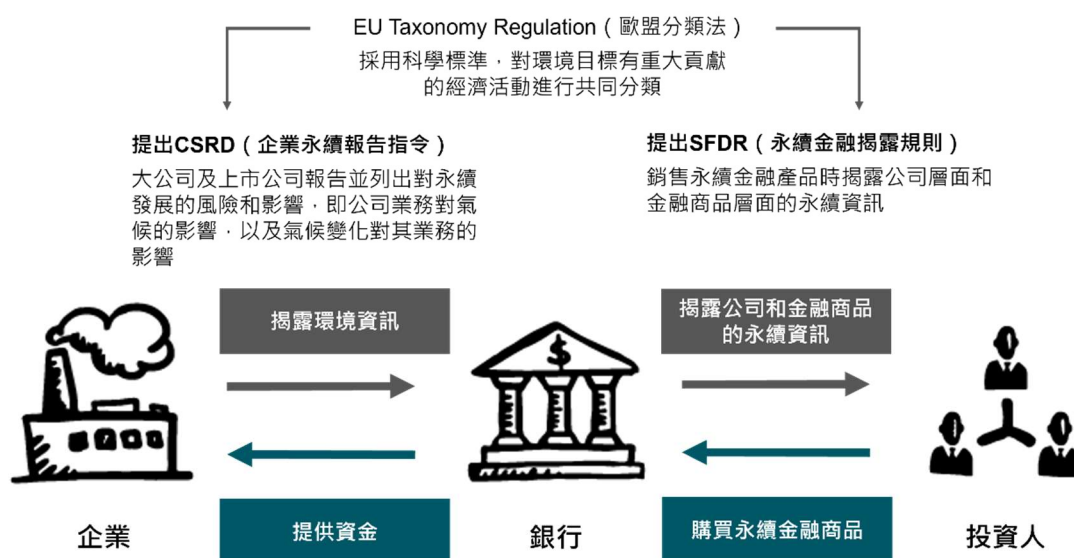 EU Taxonomy Regulation（歐盟分類法）
採用科學標準，對環境目標有重大貢獻
的經濟活動進行共同分類
提出CSRD（企業永續報告指令）
大公司及上市公司報告並列出對永續
發展的風險和影響，即公司業務對氣
候的影響，以及氣候變化對其業務的
影響
提出SFDR（永續金融揭露規則）
銷售永續金融產品時揭露公司層面和
金融商品層面的永續資訊
揭露環境資訊
揭露公司和金融商品
的永續資訊
$
提供資金
購買永續金融商品
企業
銀行
投資人